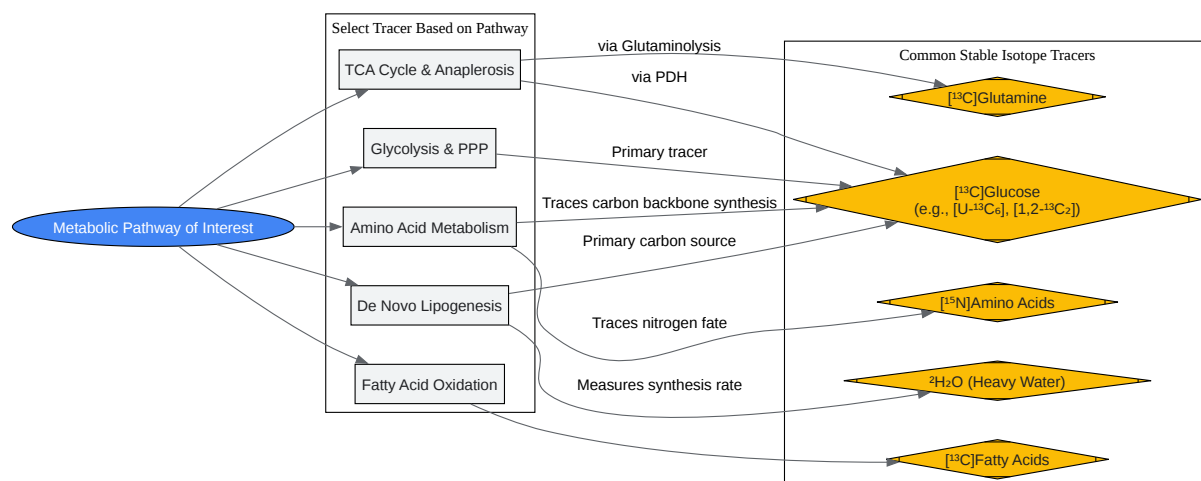 Select Tracer Based on Pathway
Common Stable Isotope Tracers
Metabolic Pathway of Interest
TCA Cycle & Anaplerosis
Glycolysis & PPP
Amino Acid Metabolism
De Novo Lipogenesis
Fatty Acid Oxidation
via Glutaminolysis
via PDH
Primary tracer
Traces carbon backbone synthesis
Primary carbon source
Traces nitrogen fate
Measures synthesis rate
[¹³C]Glutamine
[¹³C]Glucose
(e.g., [U-¹³C₆], [1,2-¹³C₂])
[¹⁵N]Amino Acids
²H₂O (Heavy Water)
[¹³C]Fatty Acids